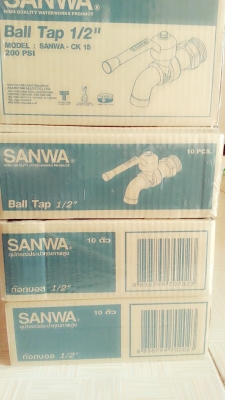 SANWA®
HIGH QUALITY WATERWORKS PRODUCT
Ball Tap 1/2"
MODEL : SANWA - CK 15
200 PSI
SANWA®
HIGH QUALITY WATERWORKS PRODUCT
10 PCS.
Ball Tap 1/2"
SANWA®
อุปกรณ์ประปาคุณภาพสูง
10 ตัว
ก๊อกบอล 1/2"
SANWA®
อุปกรณ์ประปาคุณภาพสูง
10 ตัว
ก๊อกบอล 1/2"